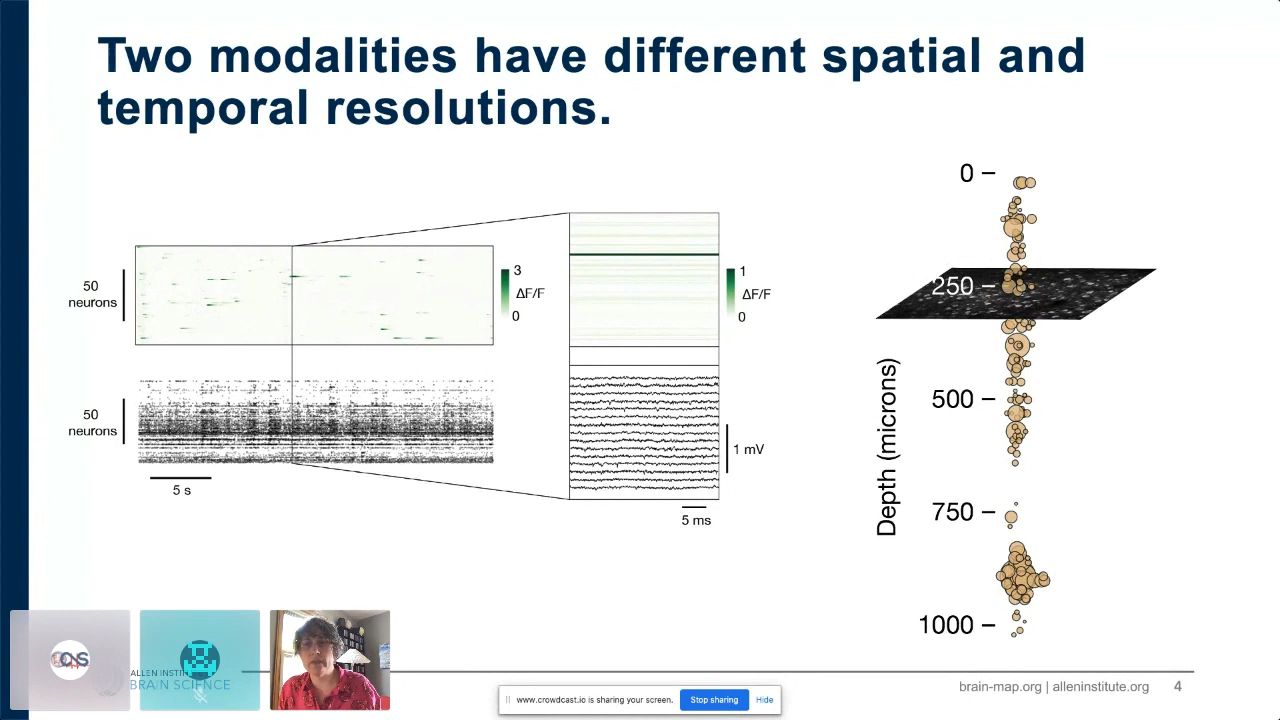 Two modalities have different spatial and
temporal resolutions.
50
neurons
3
ΔF/F
0
1
ΔF/F
0
50
neurons
5 s
1 mV
5 ms
0
250
500
750
1000
Depth (microns)
ALLEN INSTIT
BRAIN SCIENCE
www.crowdcast.io is sharing your screen.
Stop sharing
Hide
brain-map.org | alleninstitute.org
4